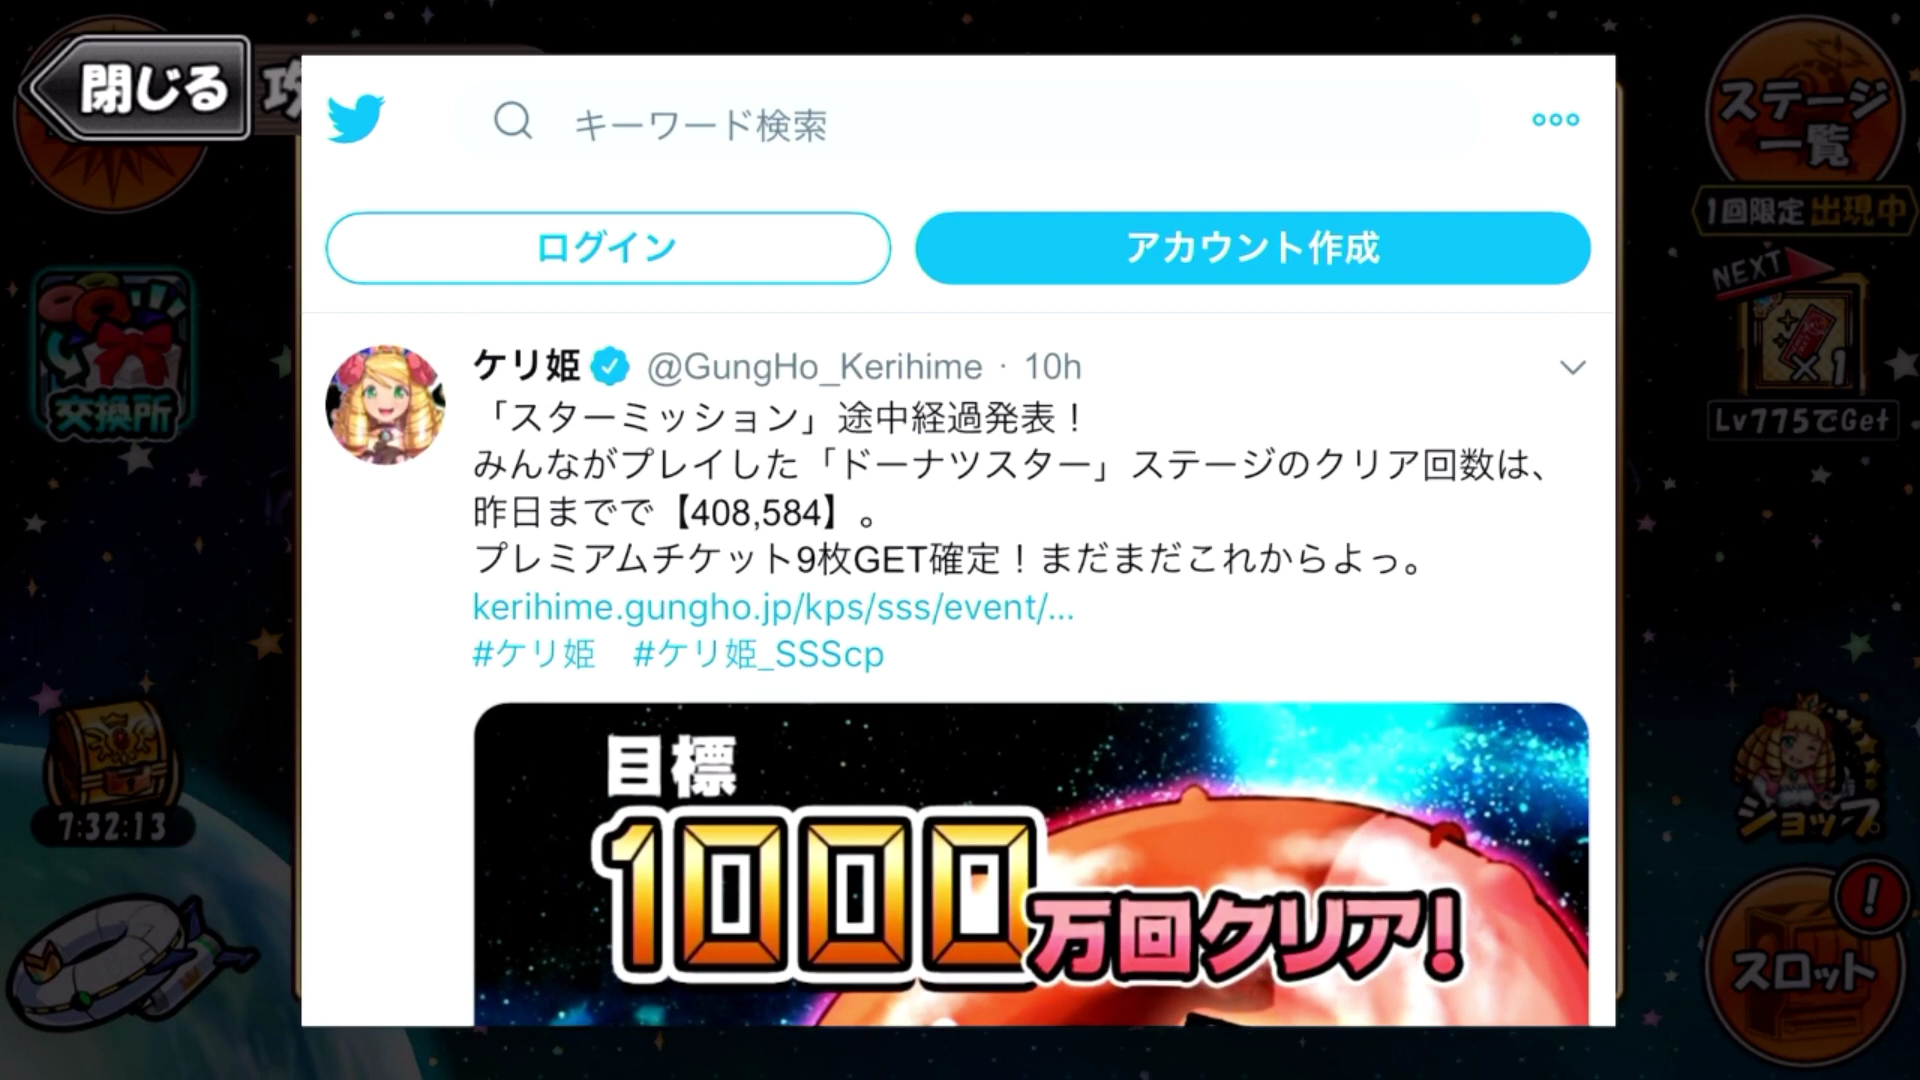 閉じる
攻
キーワード検索
ログイン
アカウント作成
ケリ姫 @GungHo_Kerihime · 10h
「スターミッション」途中経過発表！
みんながプレイした「ドーナツスター」ステージのクリア回数は、
昨日までで【408,584】。
プレミアムチケット9枚GET確定！まだまだこれからよっ。
kerihime.gungho.jp/kps/sss/event/...
#ケリ姫 #ケリ姫_SSScp
目標
1000万回クリア!
交換所
7:32:13
ステージ
一覧
1回限定 出現中
NEXT
×1
Lv775でGet
ショップ
!
スロット